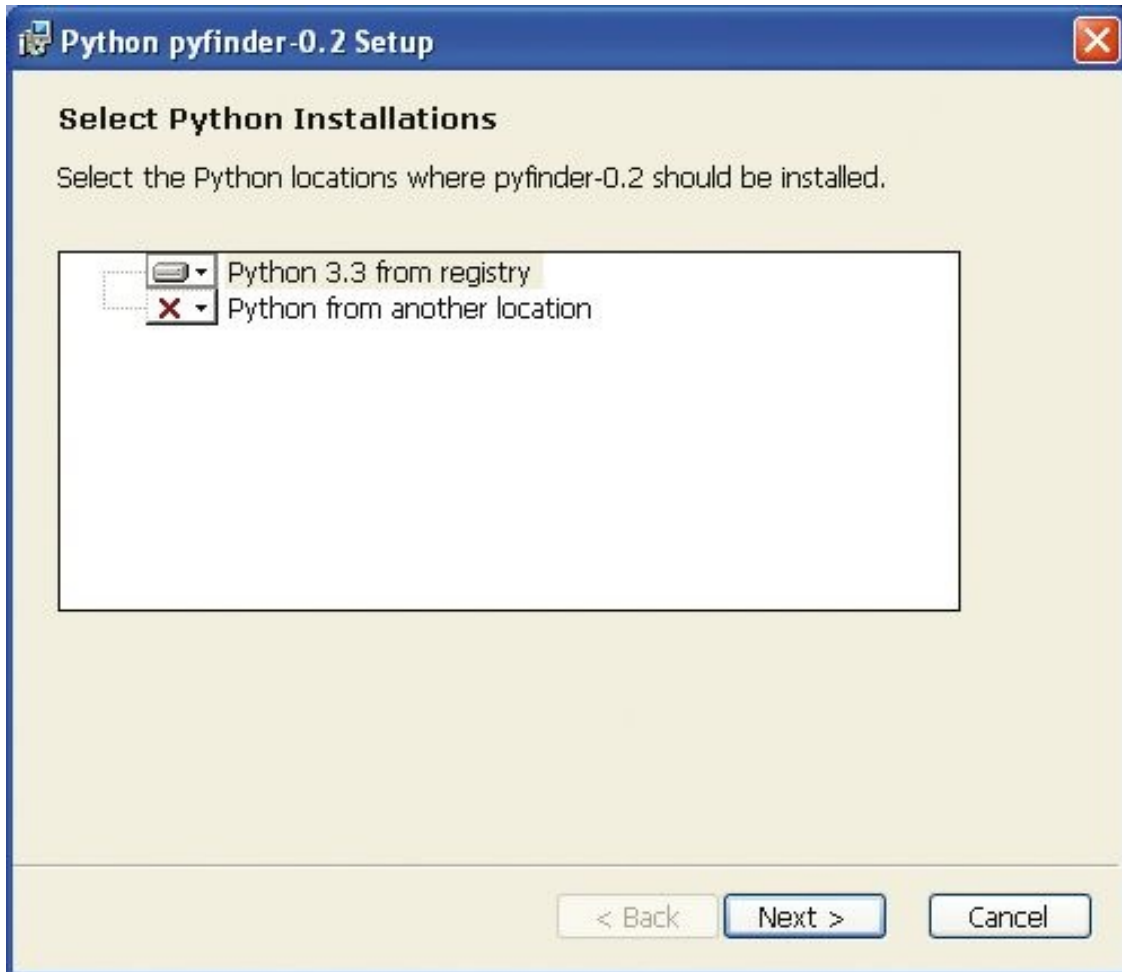 Python pyfinder-0.2 Setup
Select Python Installations
Select the Python locations where pyfinder-0.2 should be installed.
Python 3.3 from registry
Python from another location
< Back Next > Cancel